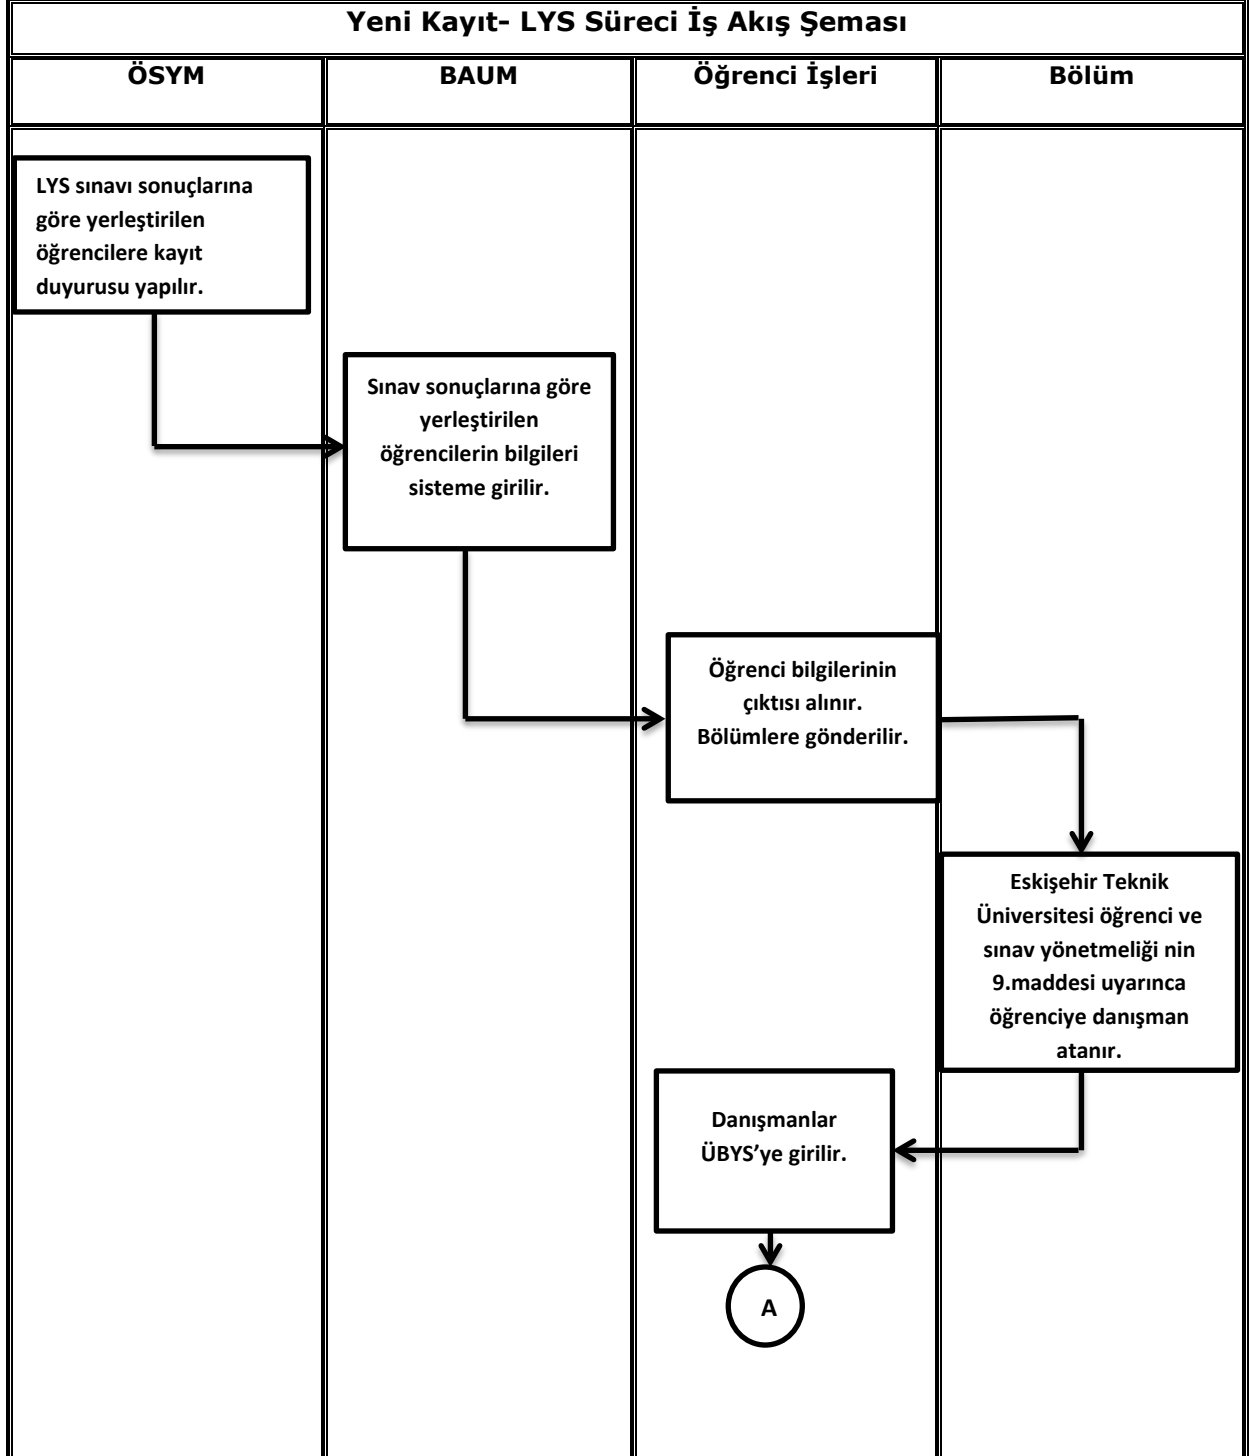 Yeni Kayıt- LYS Süreci İş Akış Şeması
ÖSYM
BAUM
Öğrenci İşleri
Bölüm
LYS sınavı sonuçlarına
göre yerleştirilen
öğrencilere kayıt
duyurusu yapılır.
Sınav sonuçlarına göre
yerleştirilen
öğrencilerin bilgileri
sisteme girilir.
Öğrenci bilgilerinin
çıktısı alınır.
Bölümlere gönderilir.
Eskişehir Teknik
Üniversitesi öğrenci ve
sınav yönetmeliği nin
9.maddesi uyarınca
öğrenciye danışman
atanır.
Danışmanlar
ÜBYS’ye girilir.
A